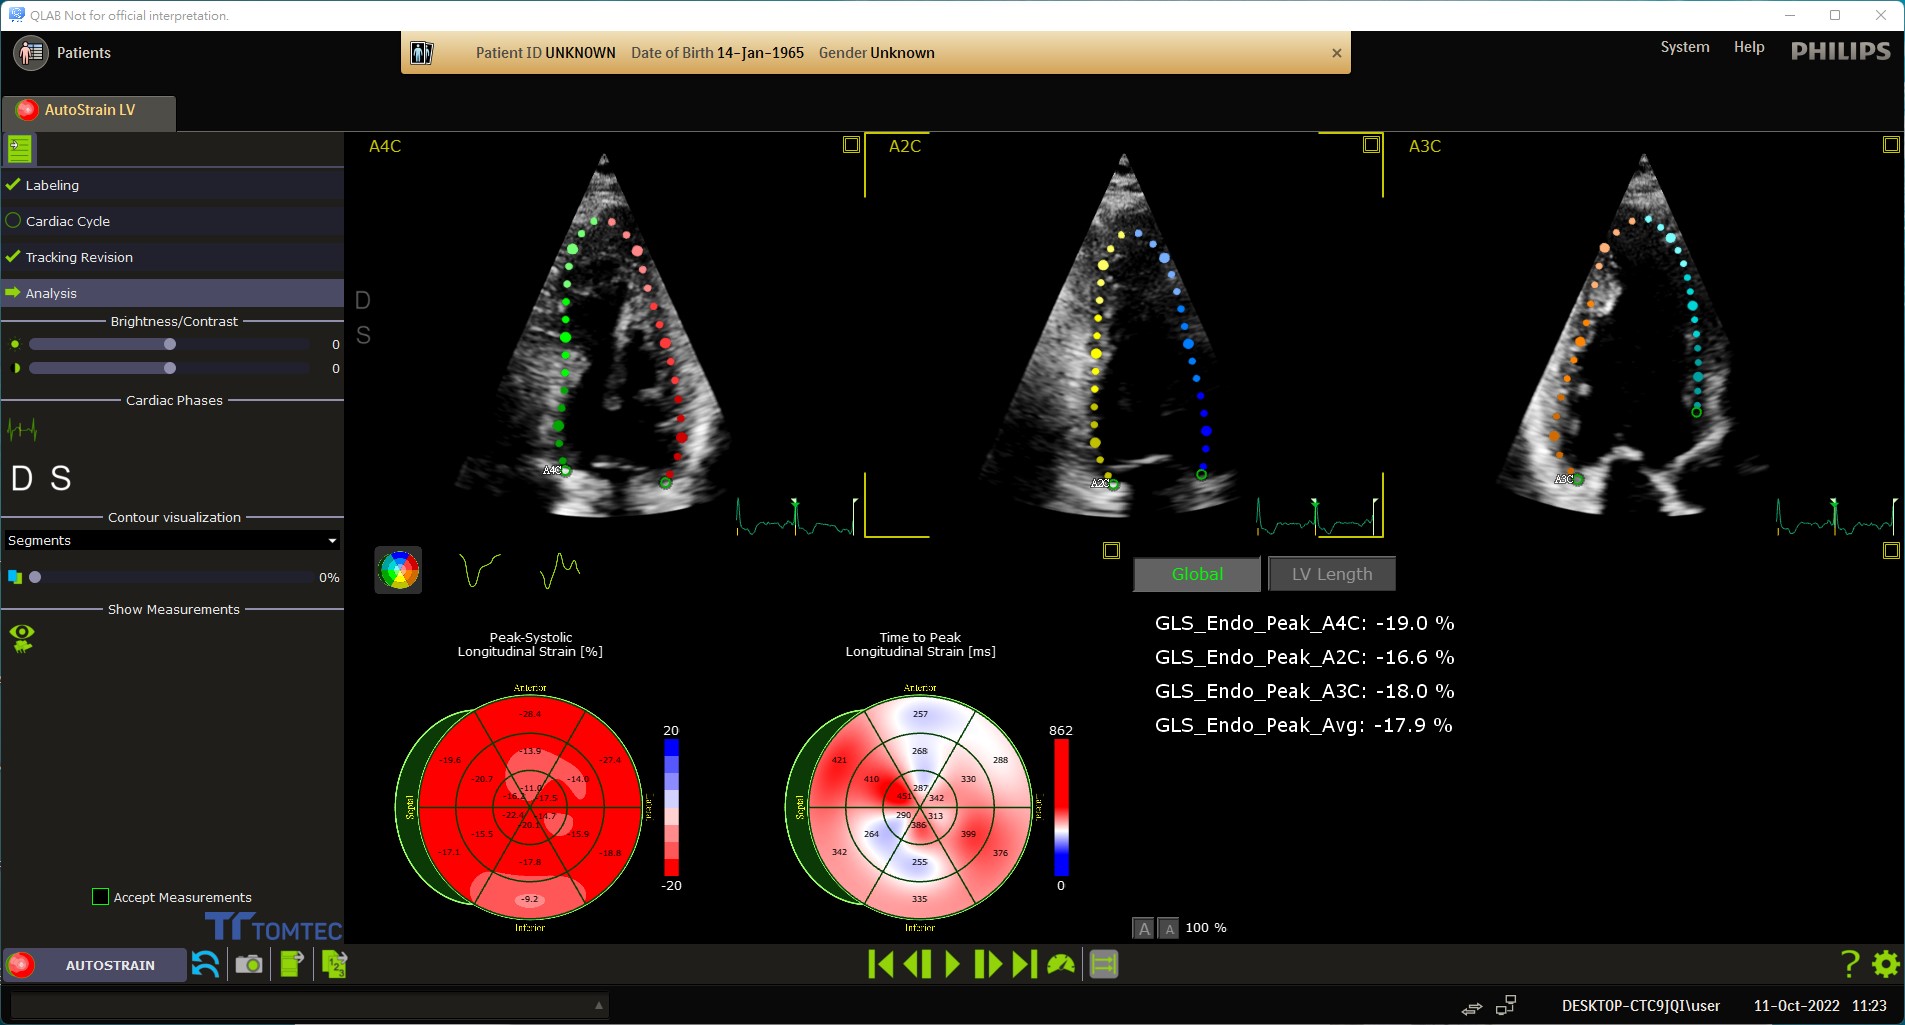 QLAB Not for official interpretation.
Patients
Patient ID UNKNOWN Date of Birth 14-Jan-1965 Gender Unknown
System Help PHILIPS
AutoStrain LV
Labeling
Cardiac Cycle
Tracking Revision
Analysis
Brightness/Contrast
0
0
Cardiac Phases
D S
Contour visualization
Segments
0%
Show Measurements
Accept Measurements
TOMTEC
AUTOSTRAIN
A4C
A2C
A3C
D
S
A4C
A2C
A3C
Peak-Systolic
Longitudinal Strain [%]
Anterior
-28.4
-19.6
-13.9
-27.4
-20.7
-14.0
-11.0
-16.2
-17.5
Septal
-22.4
-14.7
-20.1
-15.5
-15.9
-17.1
-17.8
-18.8
-9.2
Inferior
20
-20
Time to Peak
Longitudinal Strain [ms]
Anterior
257
421
268
288
410
330
287
451
342
Septal
290
313
386
264
399
342
255
376
335
Inferior
862
0
Global
LV Length
GLS_Endo_Peak_A4C: -19.0 %
GLS_Endo_Peak_A2C: -16.6 %
GLS_Endo_Peak_A3C: -18.0 %
GLS_Endo_Peak_Avg: -17.9 %
A A 100 %
1 2 3
?
DESKTOP-CTC9JQI\user 11-Oct-2022 11:23